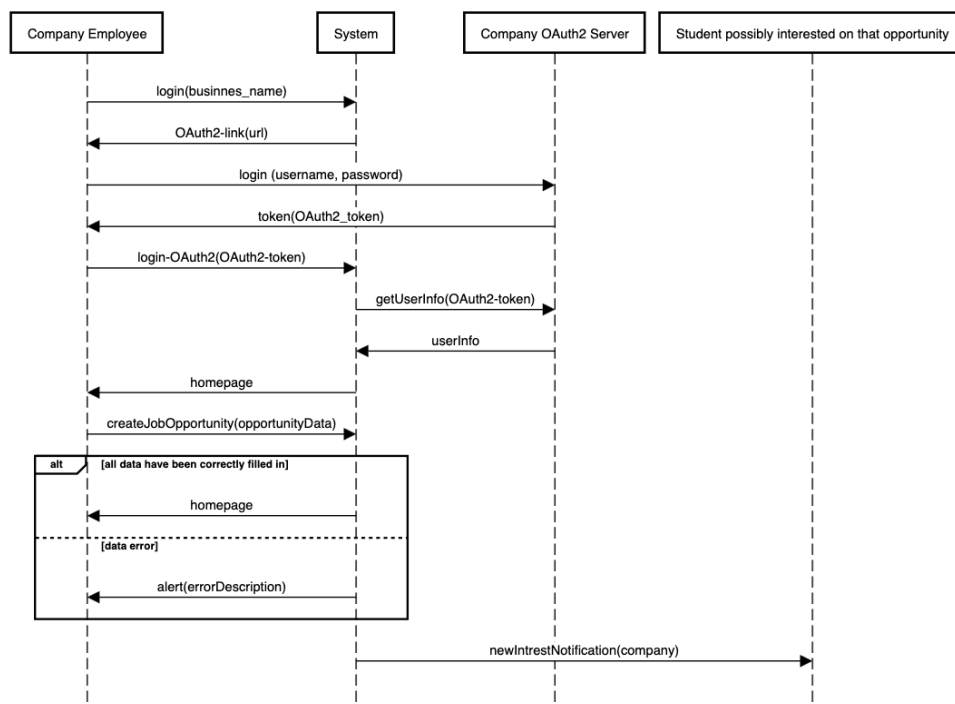 Company Employee
System
Company OAuth2 Server
Student possibly interested on that opportunity
login(businnes_name)
OAuth2-link(url)
login (username, password)
token(OAuth2_token)
login-OAuth2(OAuth2-token)
getUserInfo(OAuth2-token)
userInfo
homepage
createJobOpportunity(opportunityData)
alt
[all data have been correctly filled in]
homepage
[data error]
alert(errorDescription)
newIntrestNotification(company)